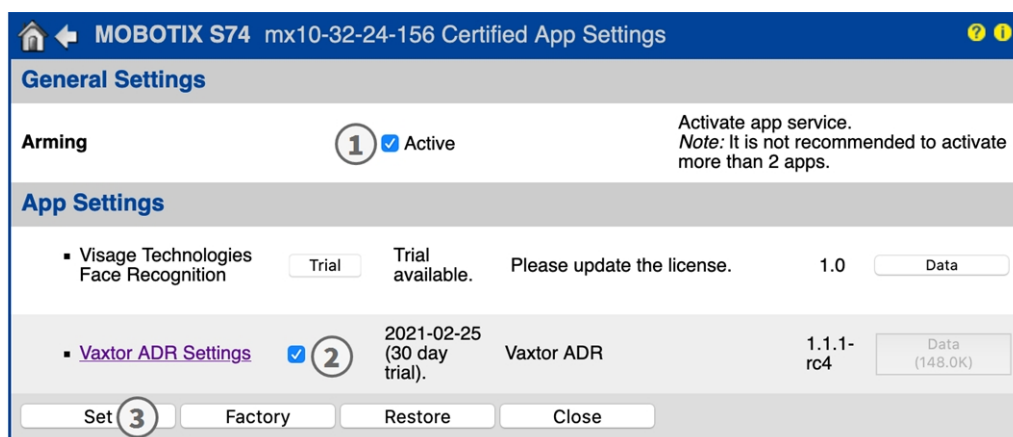 MOBOTIX S74 mx10-32-24-156 Certified App Settings ? i
General Settings
Arming
1
Active
Activate app service.
Note: It is not recommended to activate
more than 2 apps.
App Settings
Visage Technologies
Face Recognition
Trial
Trial
available.
Please update the license.
1.0
Data
Vaxtor ADR Settings
2
2021-02-25
(30 day
trial).
Vaxtor ADR
1.1.1-
rc4
Data
(148.0K)
Set
3
Factory
Restore
Close